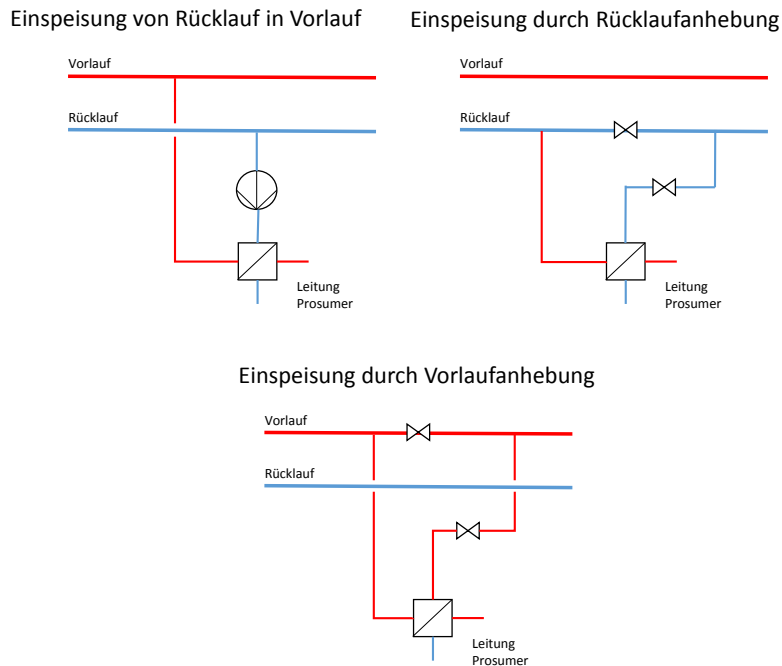 Einspeisung von Rücklauf in Vorlauf
Vorlauf
Rücklauf
Leitung
Prosumer
Einspeisung durch Rücklaufanhebung
Vorlauf
Rücklauf
Leitung
Prosumer
Einspeisung durch Vorlaufanhebung
Vorlauf
Rücklauf
Leitung
Prosumer